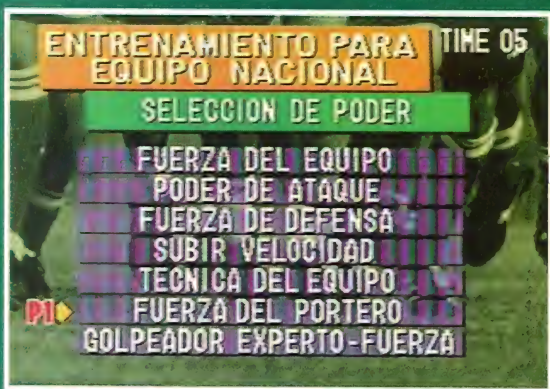 ENTRENAMIENTO PARA
EQUIPO NACIONAL
TIME 05
SELECCION DE PODER
FUERZA DEL EQUIPO
PODER DE ATAQUE
FUERZA DE DEFENSA
SUBIR VELOCIDAD
TECNICA DEL EQUIPO
P1 FUERZA DEL PORTERO
GOLPEADOR EXPERTO-FUERZA